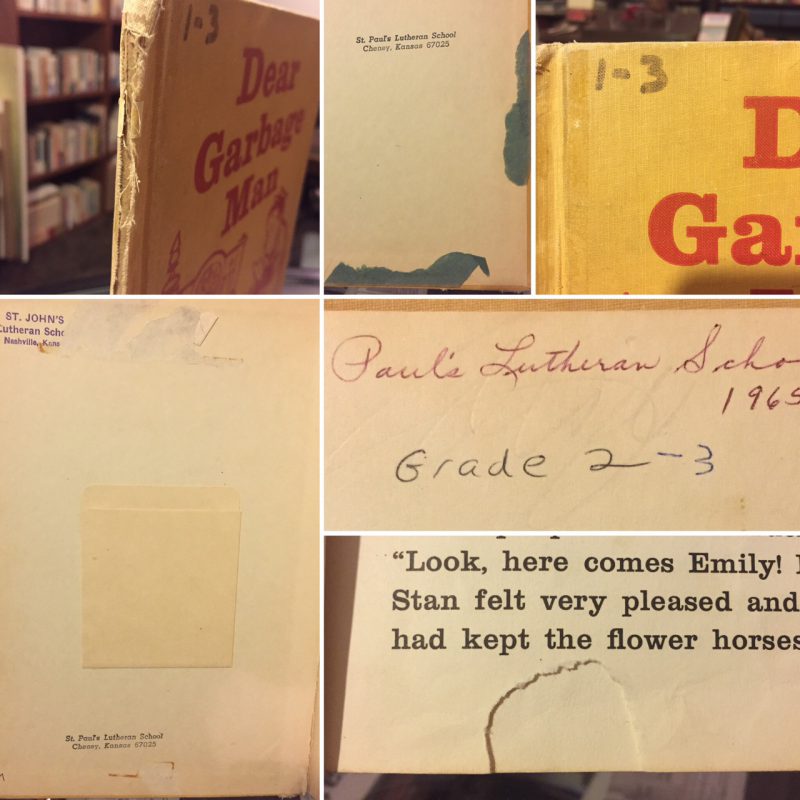 1-3
Dear
Garbage
Man
St. Paul's Lutheran School
Cheney, Kansas 67025
1-3
D
Gar
ST. JOHN'S
Lutheran Scho
Nashville, Kans
St. Paul's Lutheran School
Cheney, Kansas 67025
Paul's Lutheran Scho
1965
Grade 2-3
“Look, here comes Emily!
Stan felt very pleased and
had kept the flower horses